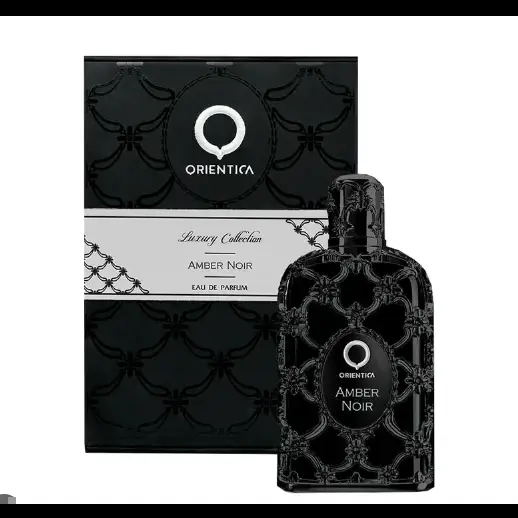 ORIENTICA
Luxury Collection
AMBER NOIR
EAU DE PARFUM
ORIENTICA
AMBER
NOIR